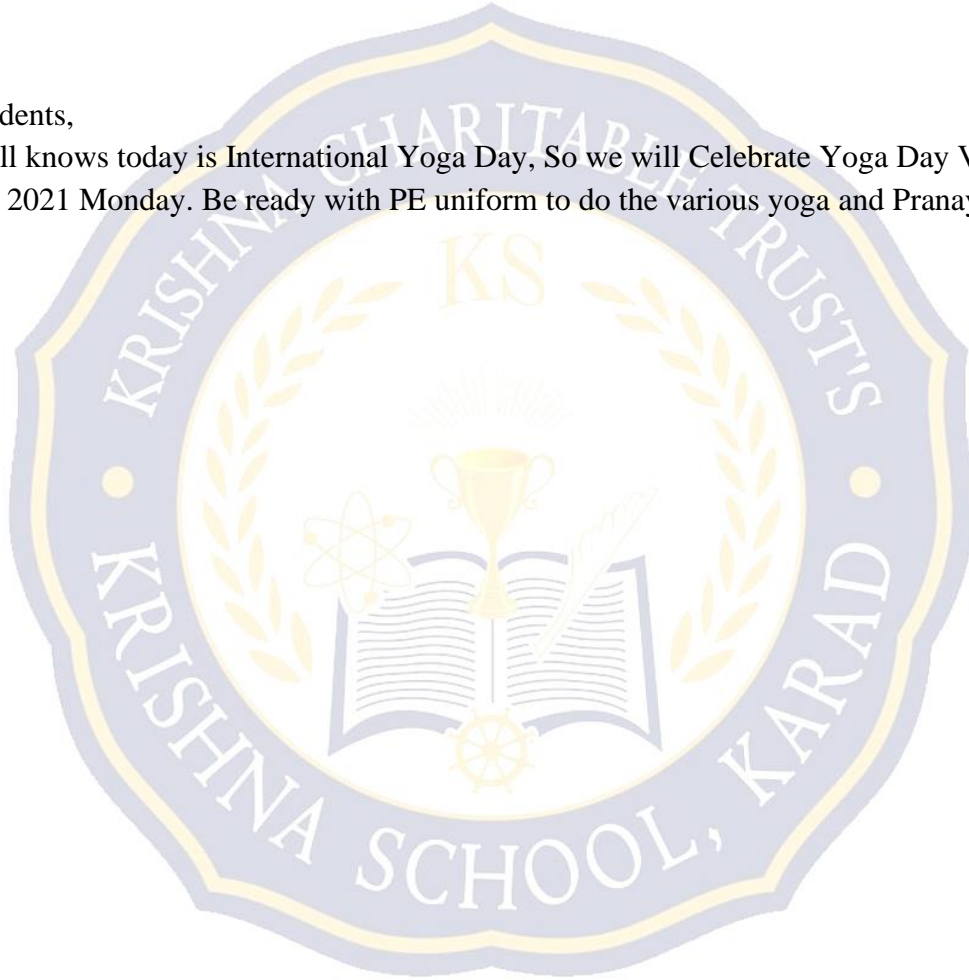 dents,
ll knows today is International Yoga Day, So we will Celebrate Yoga Day V
2021 Monday. Be ready with PE uniform to do the various yoga and Pranay
KRISHNA CHARITABLE TRUST'S
KS
KRISHNA SCHOOL, KARAD